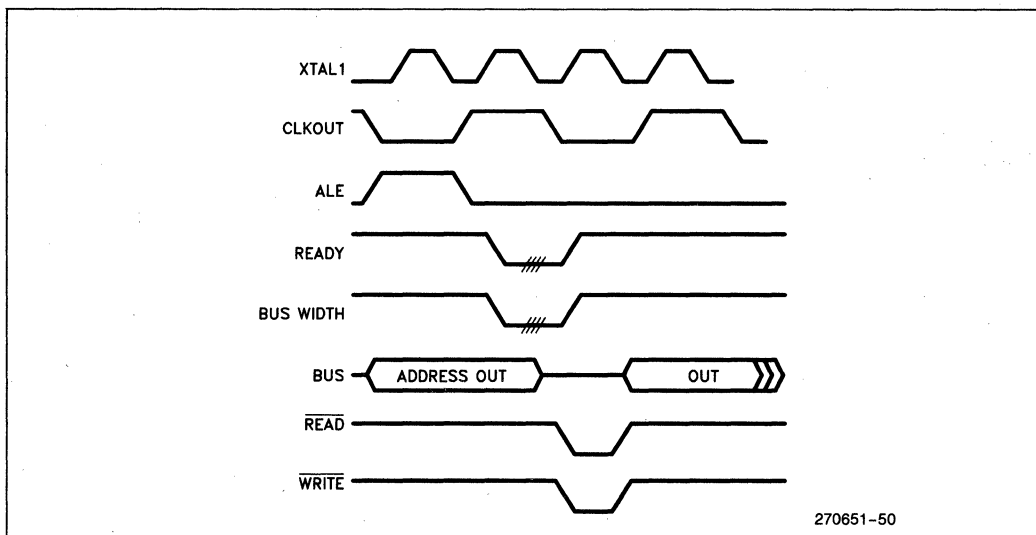 XTAL1
CLKOUT
ALE
READY
BUS WIDTH
BUS
ADDRESS OUT
OUT
READ
WRITE
270651-50